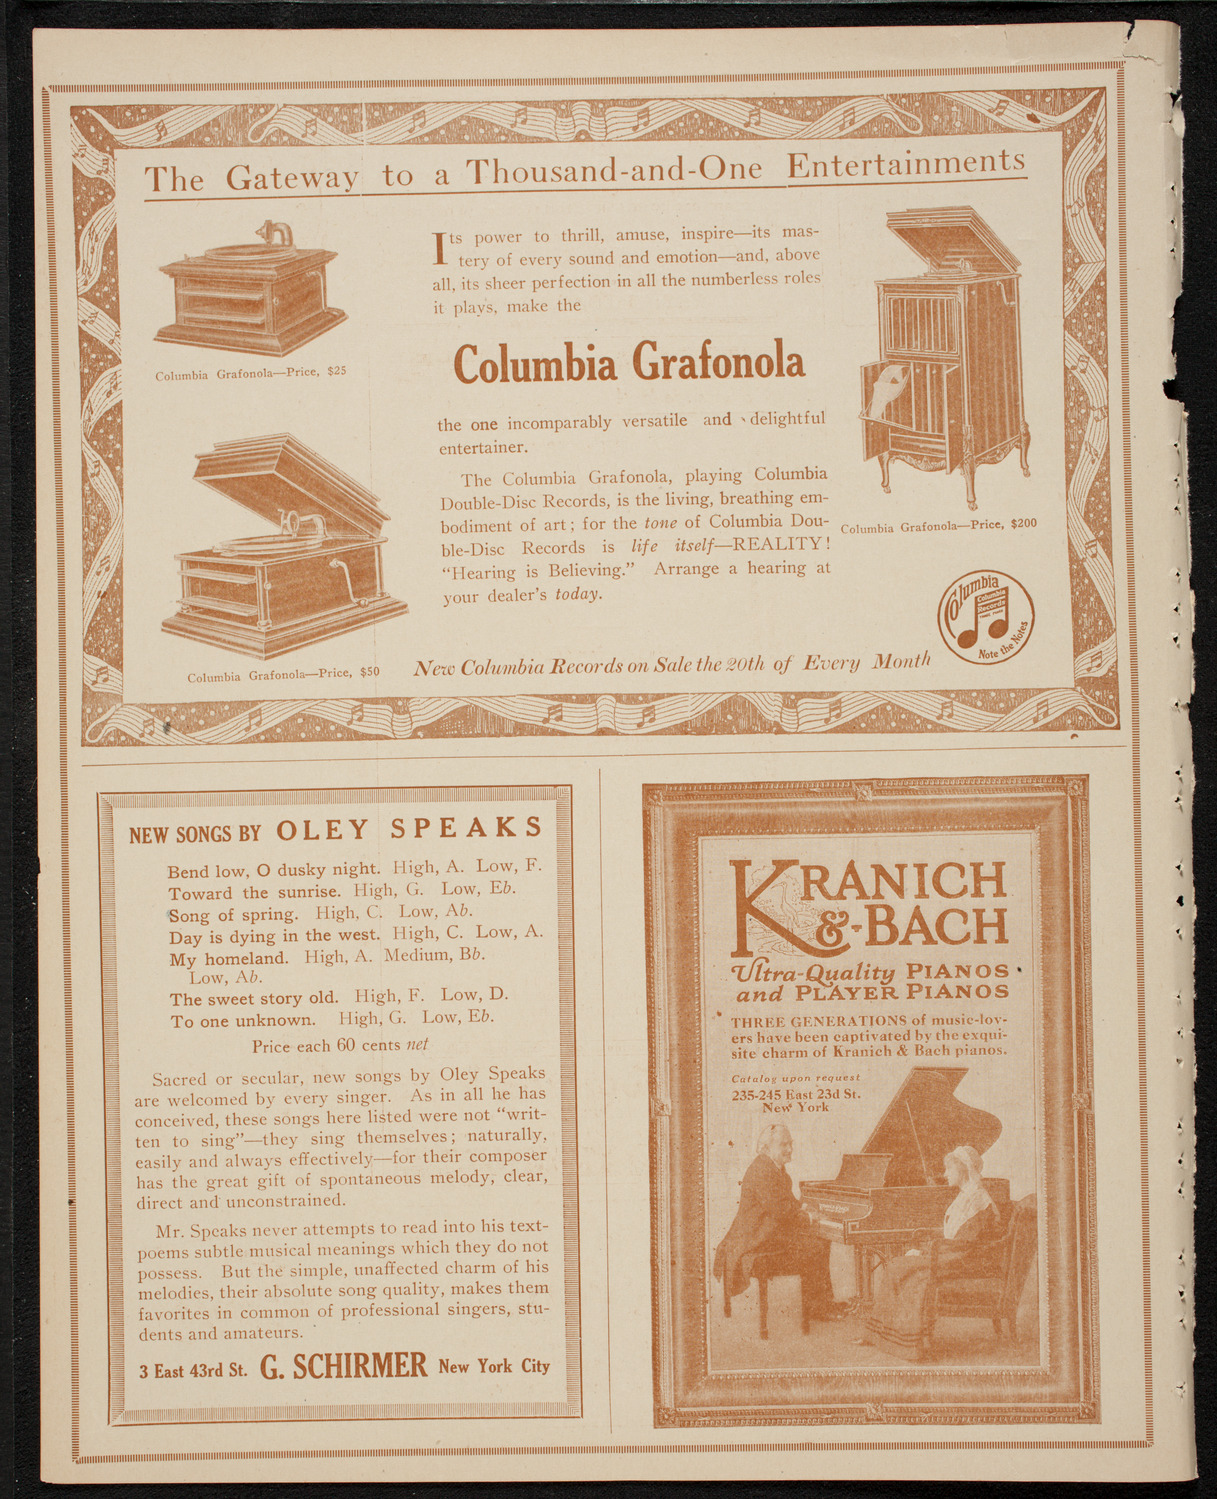 The Gateway to a Thousand-and-One Entertainments
Columbia Grafonola—Price, $25
Columbia Grafonola—Price, $50
Its power to thrill, amuse, inspire—its mas-
tery of every sound and emotion—and, above
all, its sheer perfection in all the numberless roles
it plays, make the
Columbia Grafonola
the one incomparably versatile and delightful
entertainer.
The Columbia Grafonola, playing Columbia
Double-Disc Records, is the living, breathing em-
bodiment of art; for the tone of Columbia Dou-
ble-Disc Records is life itself—REALITY!
"Hearing is Believing." Arrange a hearing at
your dealer's today.
Columbia Grafonola—Price, $200
Columbia
Columbia
Records
Note the Notes
New Columbia Records on Sale the 20th of Every Month
NEW SONGS BY OLEY SPEAKS
Bend low, O dusky night. High, A. Low, F.
Toward the sunrise. High, G. Low, Eb.
Song of spring. High, C. Low, Ab.
Day is dying in the west. High, C. Low, A.
My homeland. High, A. Medium, Bb.
Low, Ab.
The sweet story old. High, F. Low, D.
To one unknown. High, G. Low, Eb.
Price each 60 cents net
Sacred or secular, new songs by Oley Speaks
are welcomed by every singer. As in all he has
conceived, these songs here listed were not "writ-
ten to sing"—they sing themselves; naturally,
easily and always effectively—for their composer
has the great gift of spontaneous melody, clear,
direct and unconstrained.
Mr. Speaks never attempts to read into his text-
poems subtle musical meanings which they do not
possess. But the simple, unaffected charm of his
melodies, their absolute song quality, makes them
favorites in common of professional singers, stu-
dents and amateurs.
3 East 43rd St. G. SCHIRMER New York City
KRANICH
&-BACH
Ultra-Quality PIANOS
and PLAYER PIANOS
THREE GENERATIONS of music-lov-
ers have been captivated by the exqui-
site charm of Kranich & Bach pianos.
Catalog upon request
235-245 East 23d St.
New York